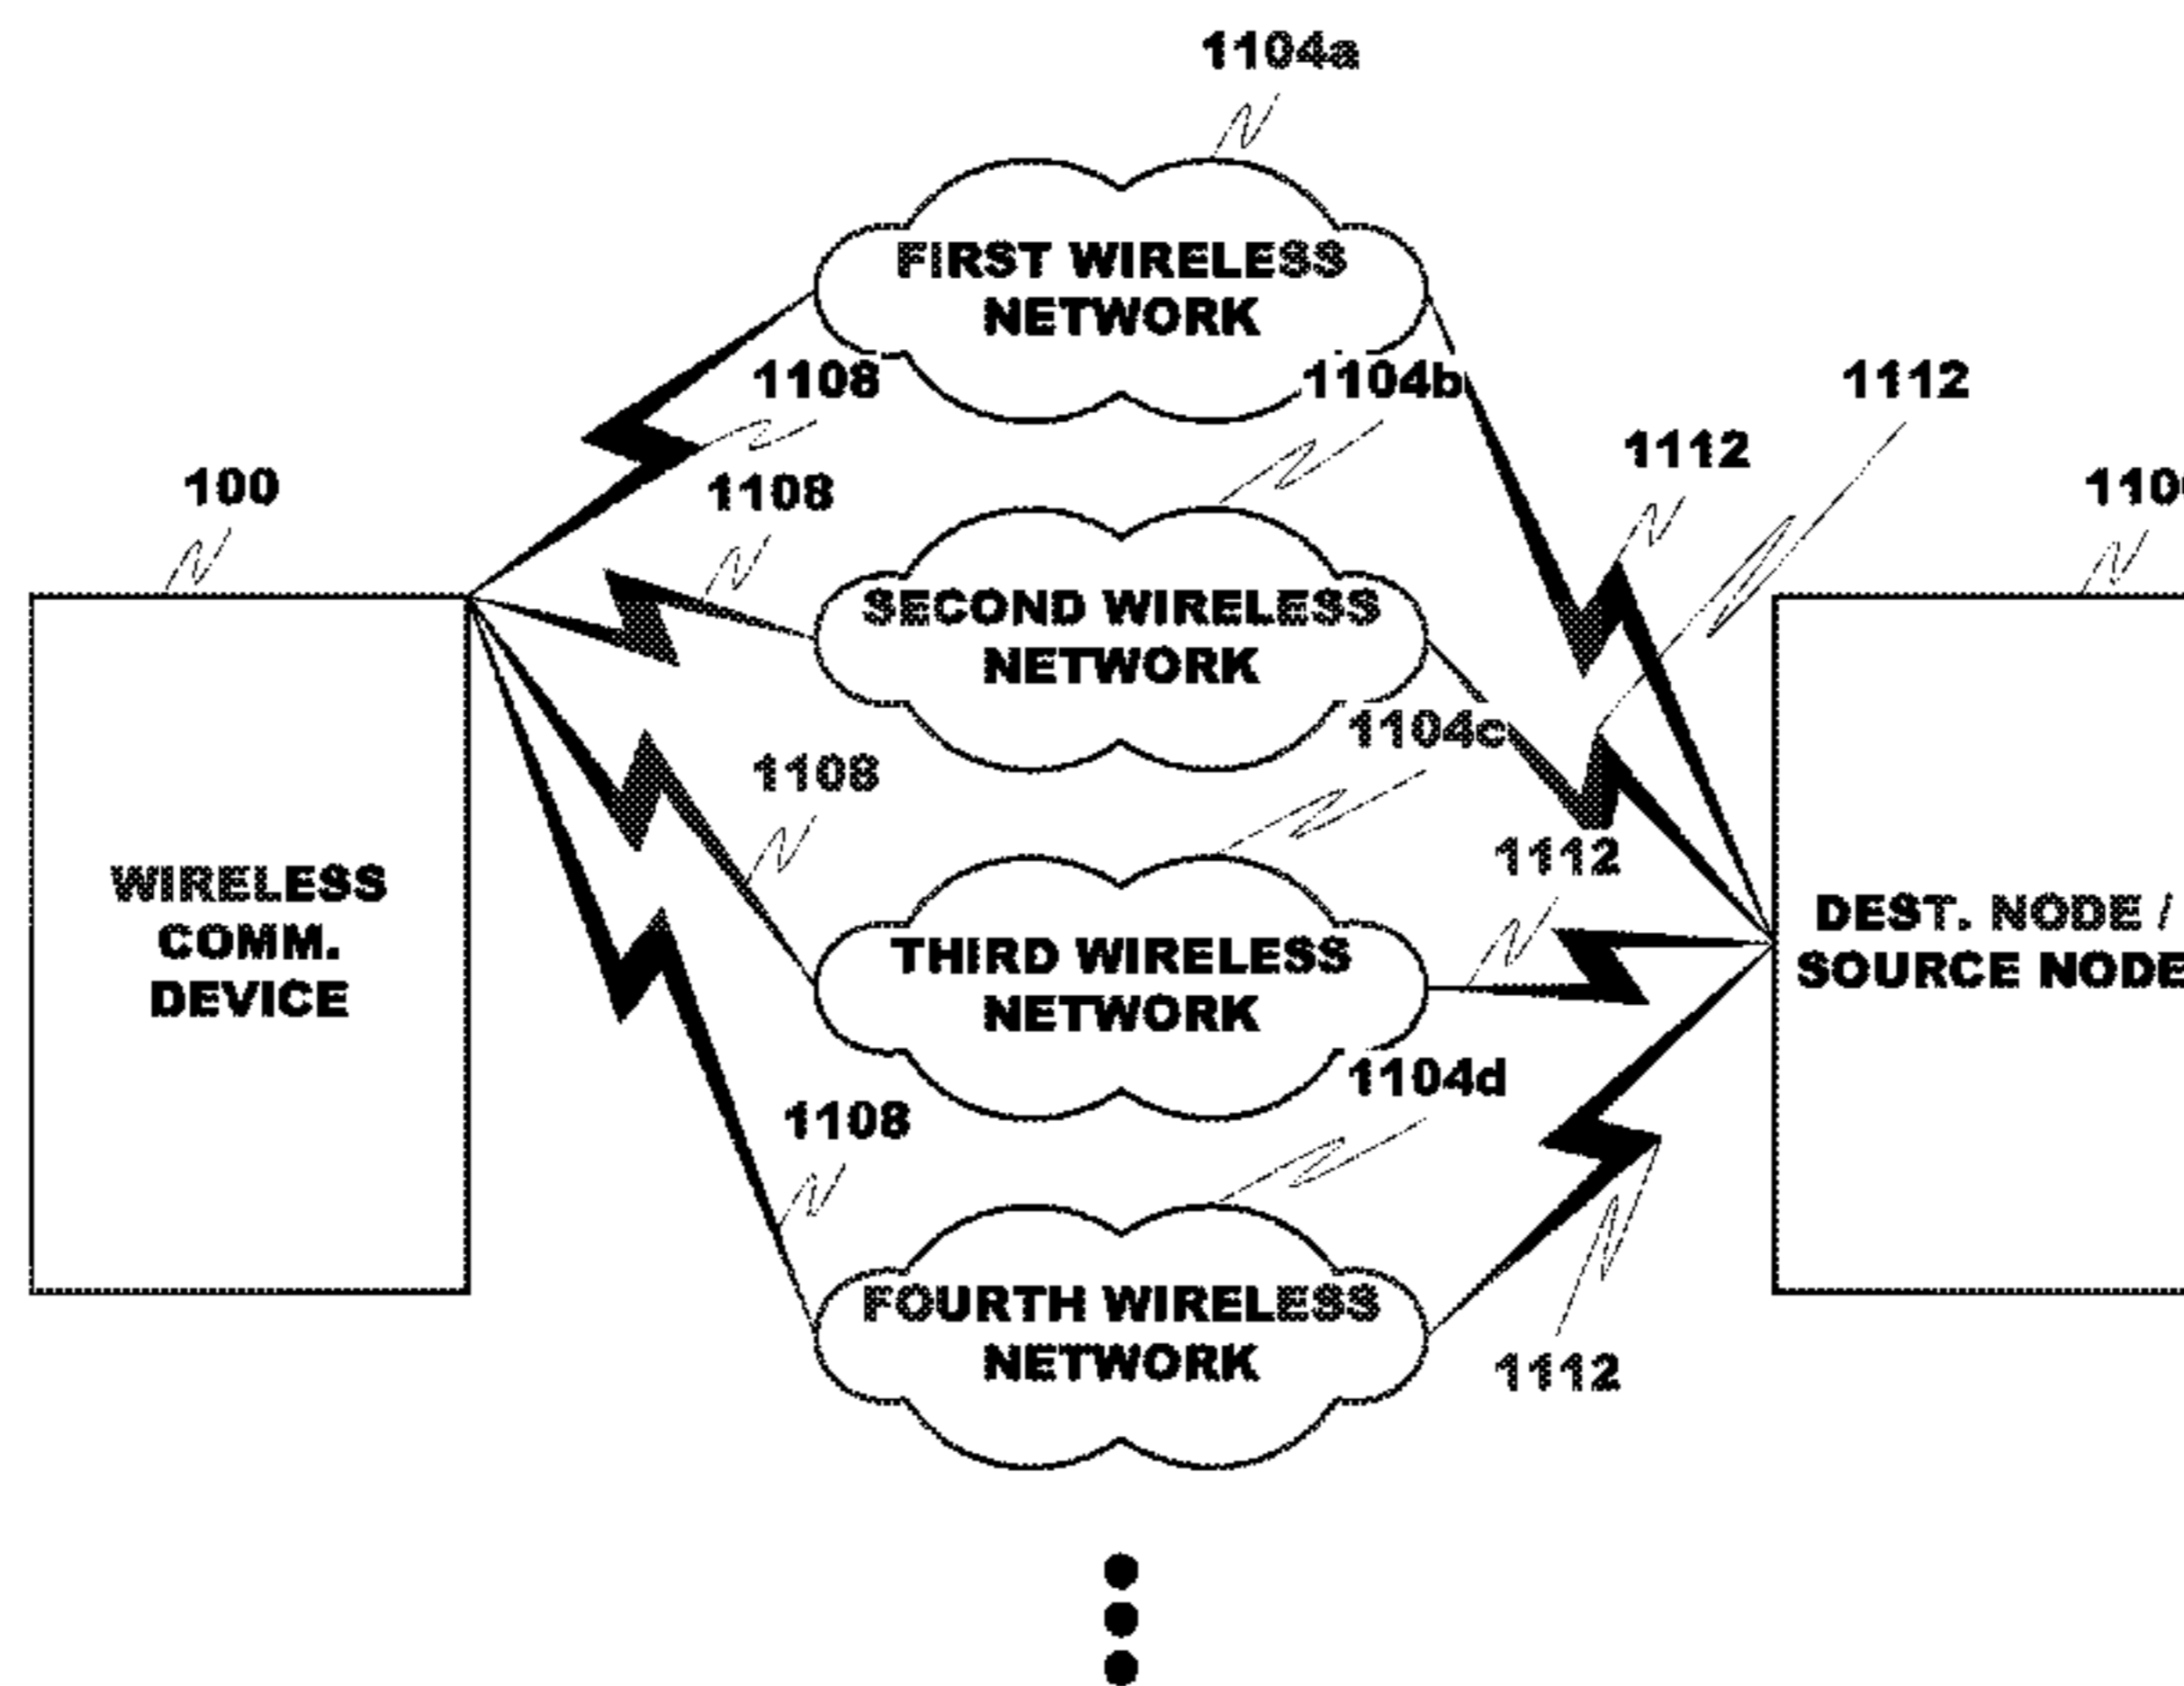 1104a
FIRST WIRELESS
NETWORK
1108
1104b
1112
1112
100
1108
SECOND WIRELESS
NETWORK
1104c
1108
1112
WIRELESS
COMM.
DEVICE
THIRD WIRELESS
NETWORK
DEST. NODE /
SOURCE NODE
1104d
1108
FOURTH WIRELESS
NETWORK
1112